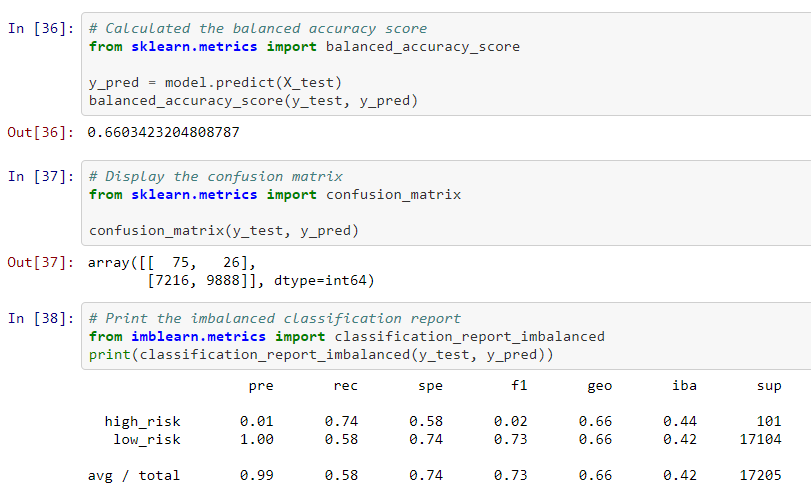 In [36]: # Calculated the balanced accuracy score
from sklearn.metrics import balanced_accuracy_score
y_pred = model.predict(X_test)
balanced_accuracy_score(y_test, y_pred)
Out[36]: 0.6603423204808787
In [37]: # Display the confusion matrix
from sklearn.metrics import confusion_matrix
confusion_matrix(y_test, y_pred)
Out[37]: array([[  75,   26],
[7216, 9888]], dtype=int64)
In [38]: # Print the imbalanced classification report
from imblearn.metrics import classification_report_imbalanced
print(classification_report_imbalanced(y_test, y_pred))
pre rec spe f1 geo iba sup
high_risk 0.01 0.74 0.58 0.02 0.66 0.44 101
low_risk 1.00 0.58 0.74 0.73 0.66 0.42 17104
avg / total 0.99 0.58 0.74 0.73 0.66 0.42 17205